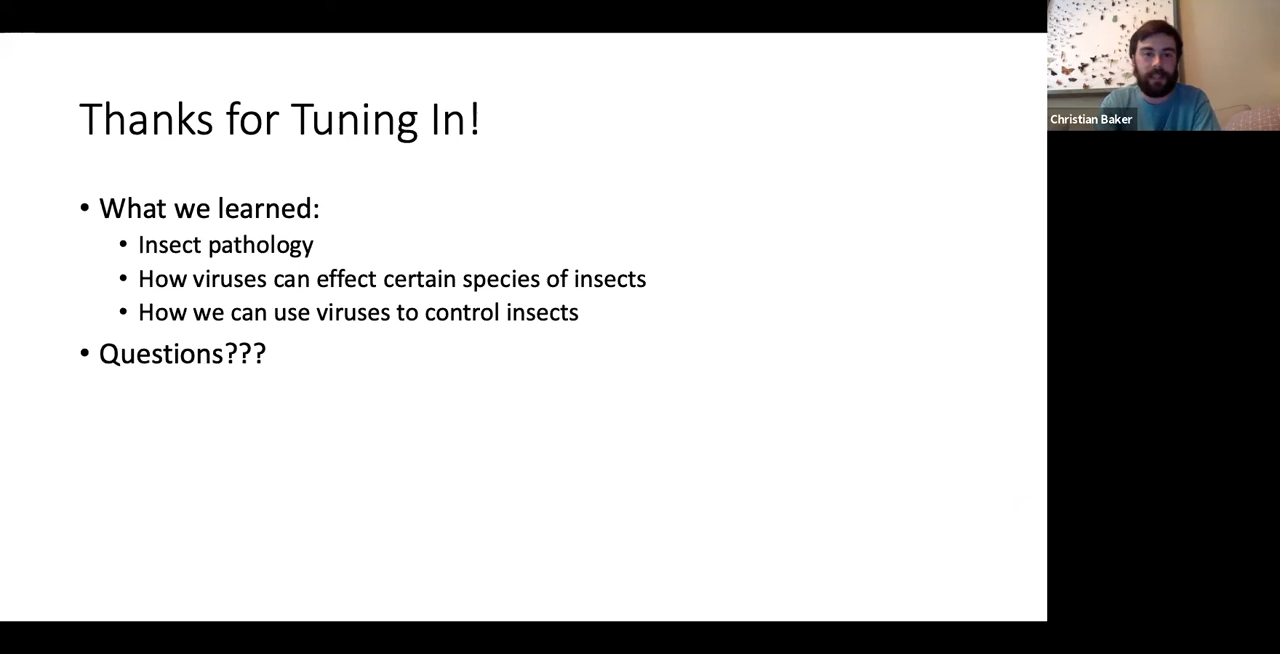 Thanks for Tuning In!
• What we learned:
• Insect pathology
• How viruses can effect certain species of insects
• How we can use viruses to control insects
• Questions???
Christian Baker